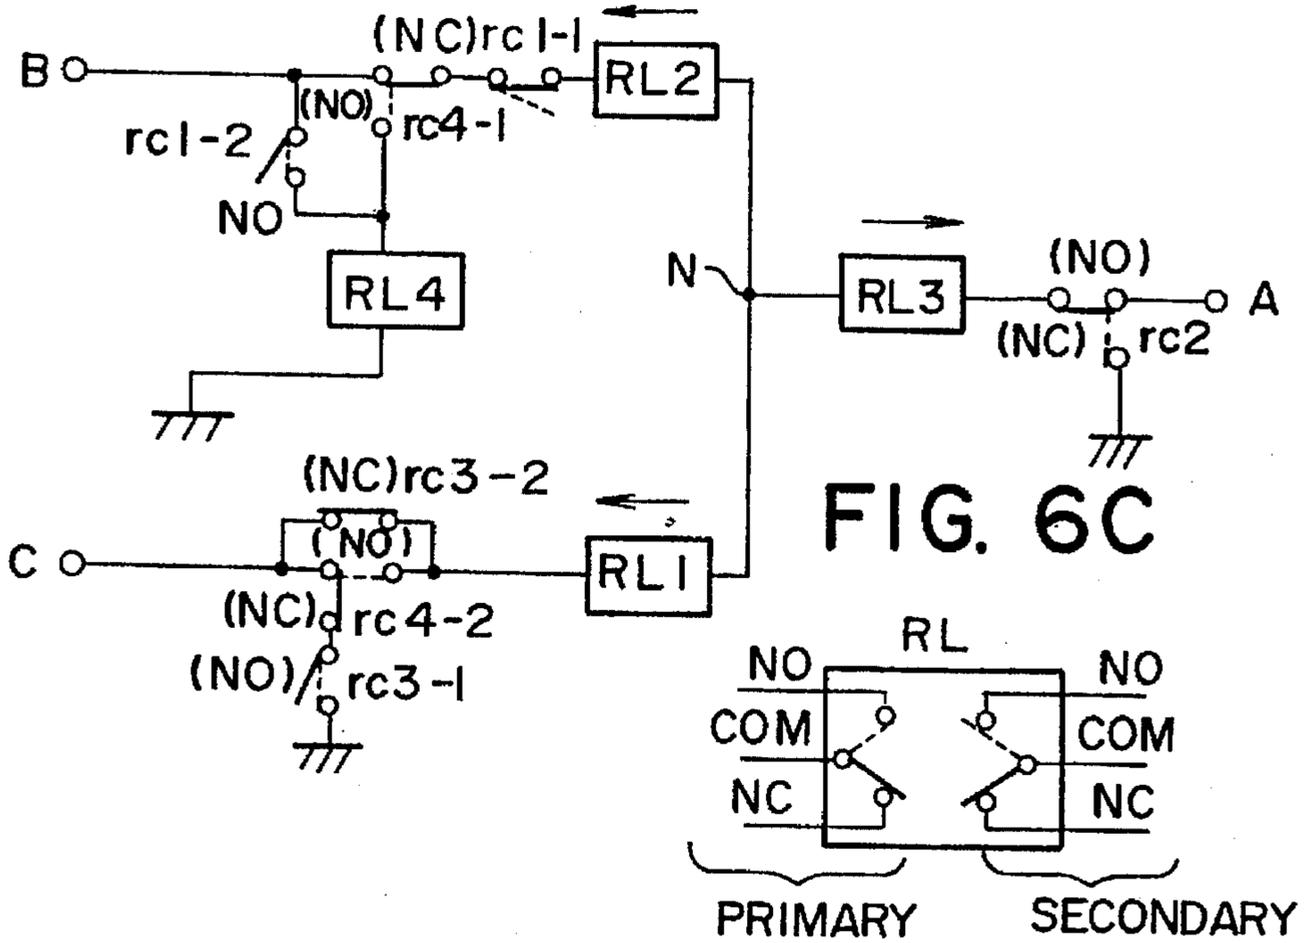 (NC)rc1-1
B
RL2
(NO)
rc4-1
rc1-2
NO
RL4
N
RL3
(NO)
A
(NC)
rc2
(NC)rc3-2
FIG. 6C
(NO)
C
RL1
(NC)
rc4-2
(NO)
rc3-1
RL
NO
NO
COM
COM
NC
NC
PRIMARY
SECONDARY